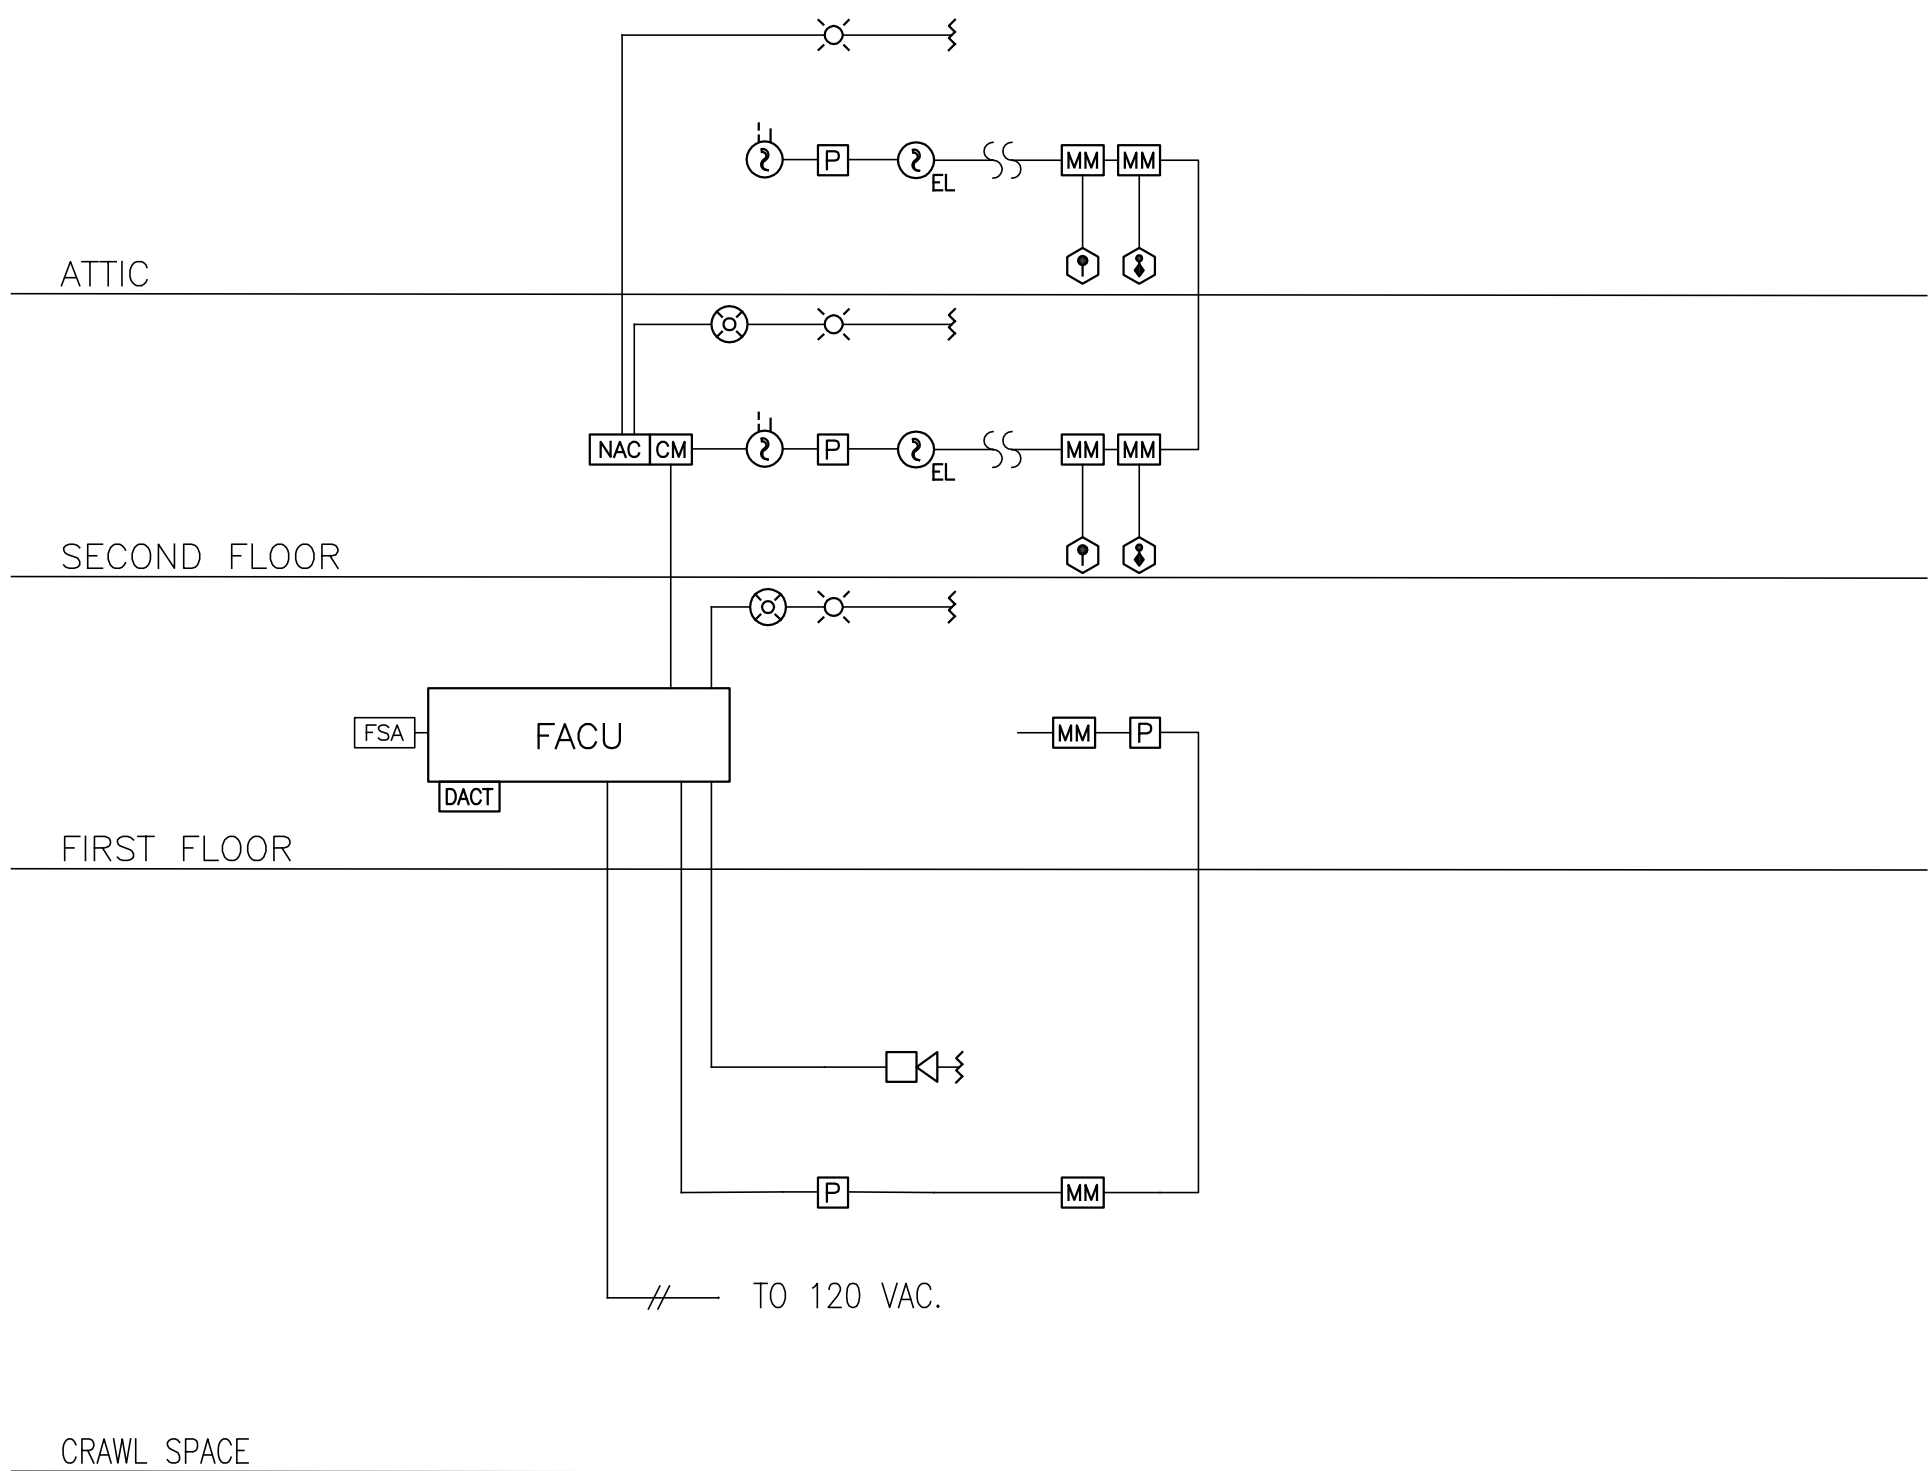 P
EL
MM MM
ATTIC
NAC CM
P
EL
MM MM
SECOND FLOOR
FSA
FACU
MM P
DACT
FIRST FLOOR
P
MM
TO 120 VAC.
CRAWL SPACE